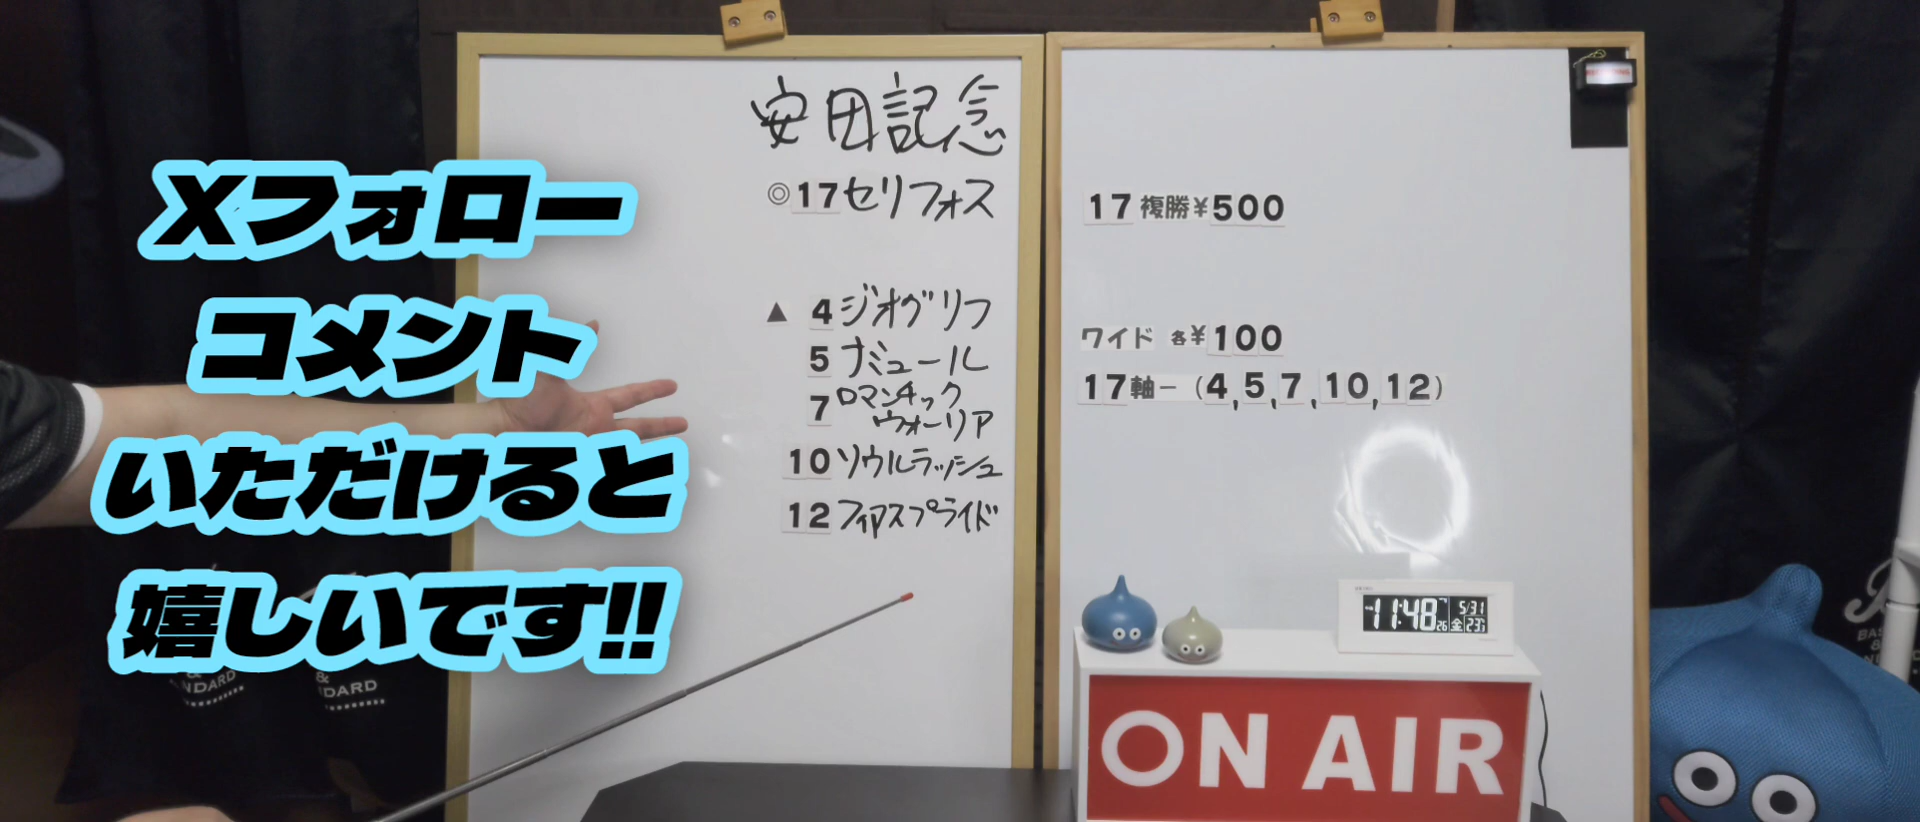 Xフォロー
コメント
いただけると
嬉しいです!!
安田記念
◎17セリフォス
▲ 4ジオグリフ
5ナミュール
7ロマンチック
ウォーリア
10ソウルラッシュ
12フィアスプライド
17複勝¥500
ワイド 各¥100
17軸ー(4,5,7,10,12)
11:48 26
5/31
金 23
ON AIR
&
NDARD
&
DARD